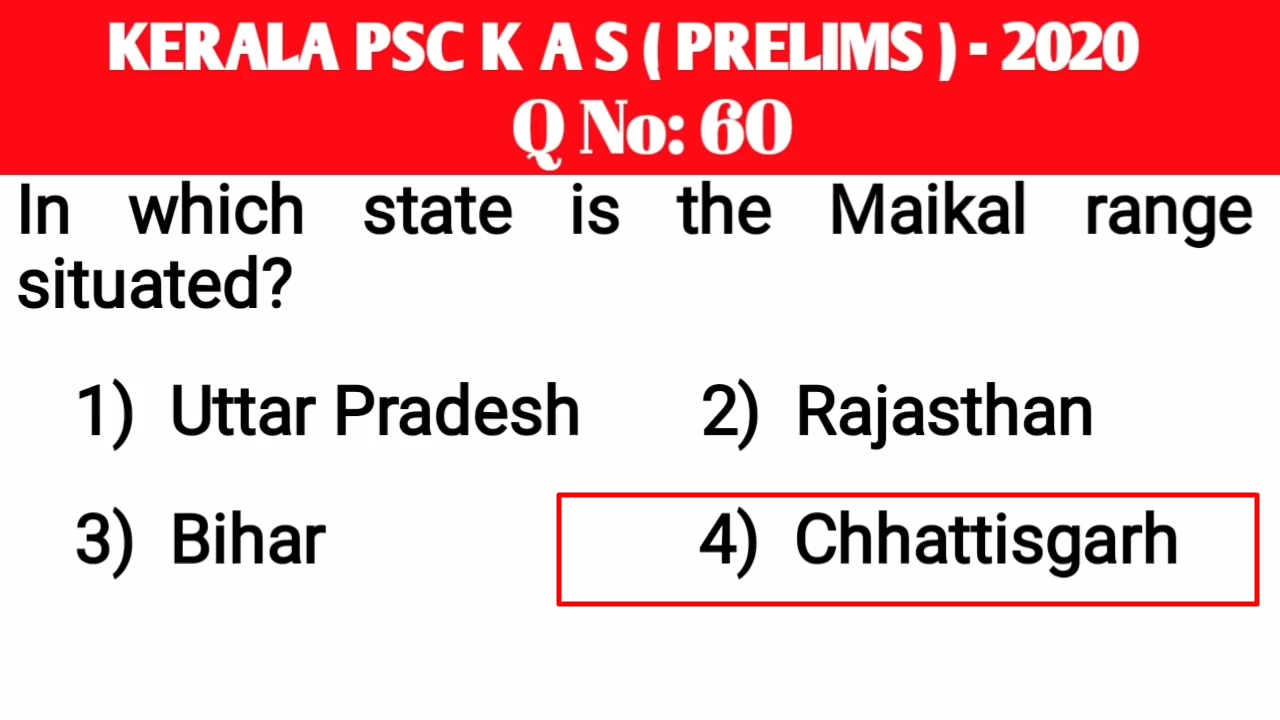 KERALA PSC K A S ( PRELIMS ) - 2020
Q No: 60
In which state is the Maikal range
situated?
1) Uttar Pradesh 2) Rajasthan
3) Bihar 4) Chhattisgarh